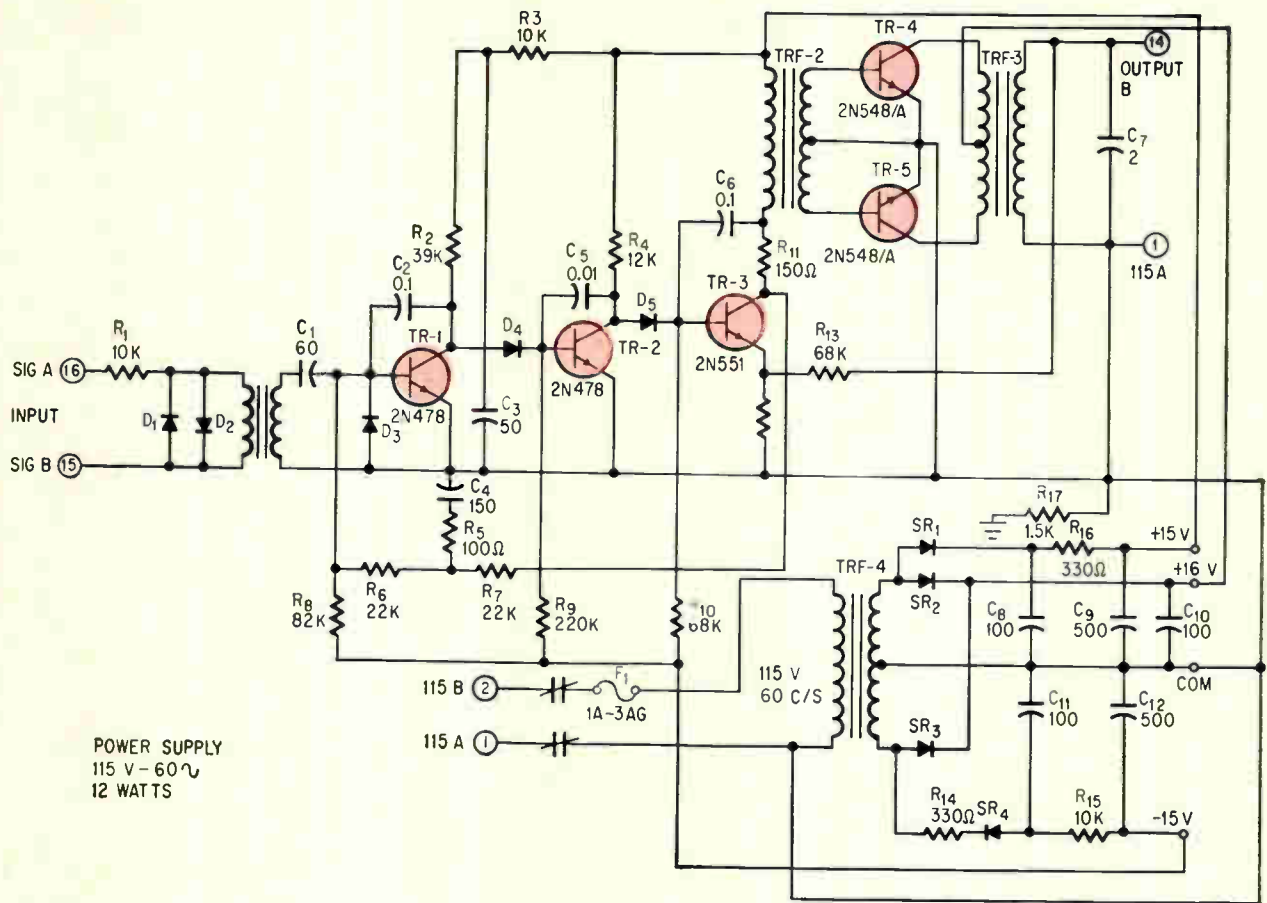 R3
10K
TR-4
TRF-2
TRF-3
14
OUTPUT
B
2N548/A
C7
2
TR-5
C6
0.1
2N548/A
1
115A
R2
39K
C2
0.1
C5
0.01
R4
12K
R11
150Ω
R1
10K
C1
60
TR-1
D4
D5
TR-2
TR-3
R13
68K
SIG A 16
INPUT
D1
D2
D3
2N478
C3
50
2N478
2N551
SIG B 15
C4
150
R5
100Ω
R17
1.5K
R16
330Ω
+15V
SR1
TRF-4
+16 V
SR2
R8
82K
R6
22K
R7
22K
R9
220K
68K
C8
100
C9
500
C10
100
115 B 2
F1
1A-3AG
115 V
60 C/S
COM
C11
100
C12
500
115 A 1
SR3
POWER SUPPLY
115 V-60∿
12 WATTS
R14
330Ω
SR4
R15
10K
-15V